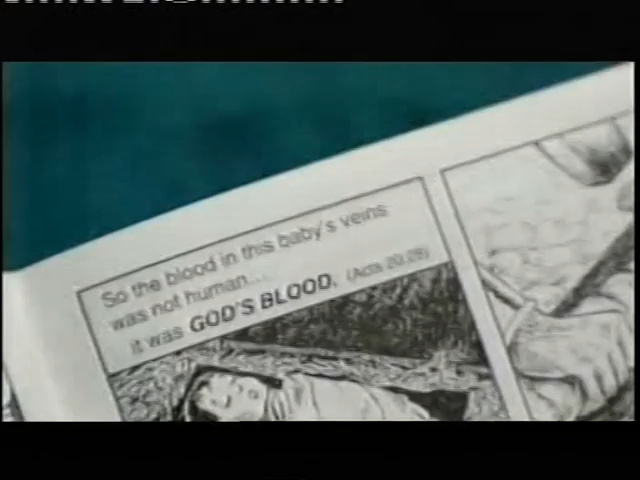 So the blood in this baby's veins
was not human...
it was GOD'S BLOOD. (Acts 20:28)